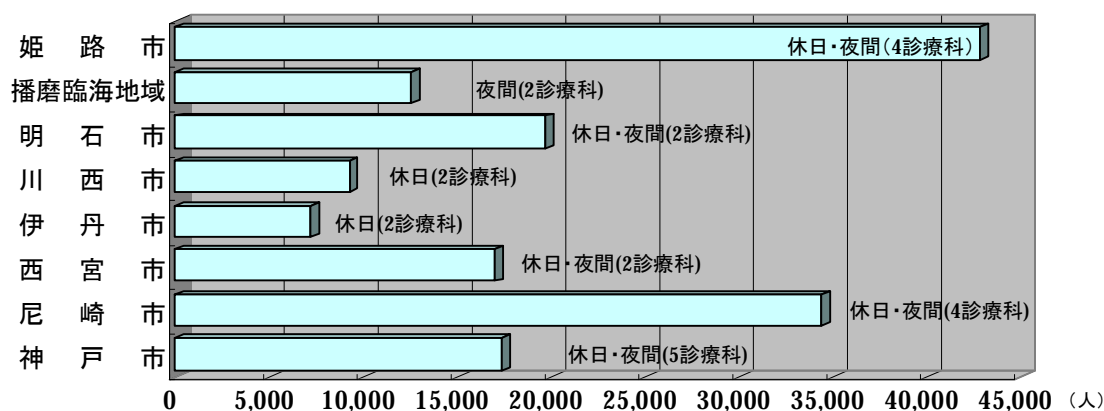 姫路市 休日・夜間(4診療科)
播磨臨海地域 夜間(2診療科)
明石市 休日・夜間(2診療科)
川西市 休日(2診療科)
伊丹市 休日(2診療科)
西宮市 休日・夜間(2診療科)
尼崎市 休日・夜間(4診療科)
神戸市 休日・夜間(5診療科)
0 5,000 10,000 15,000 20,000 25,000 30,000 35,000 40,000 45,000 (人)